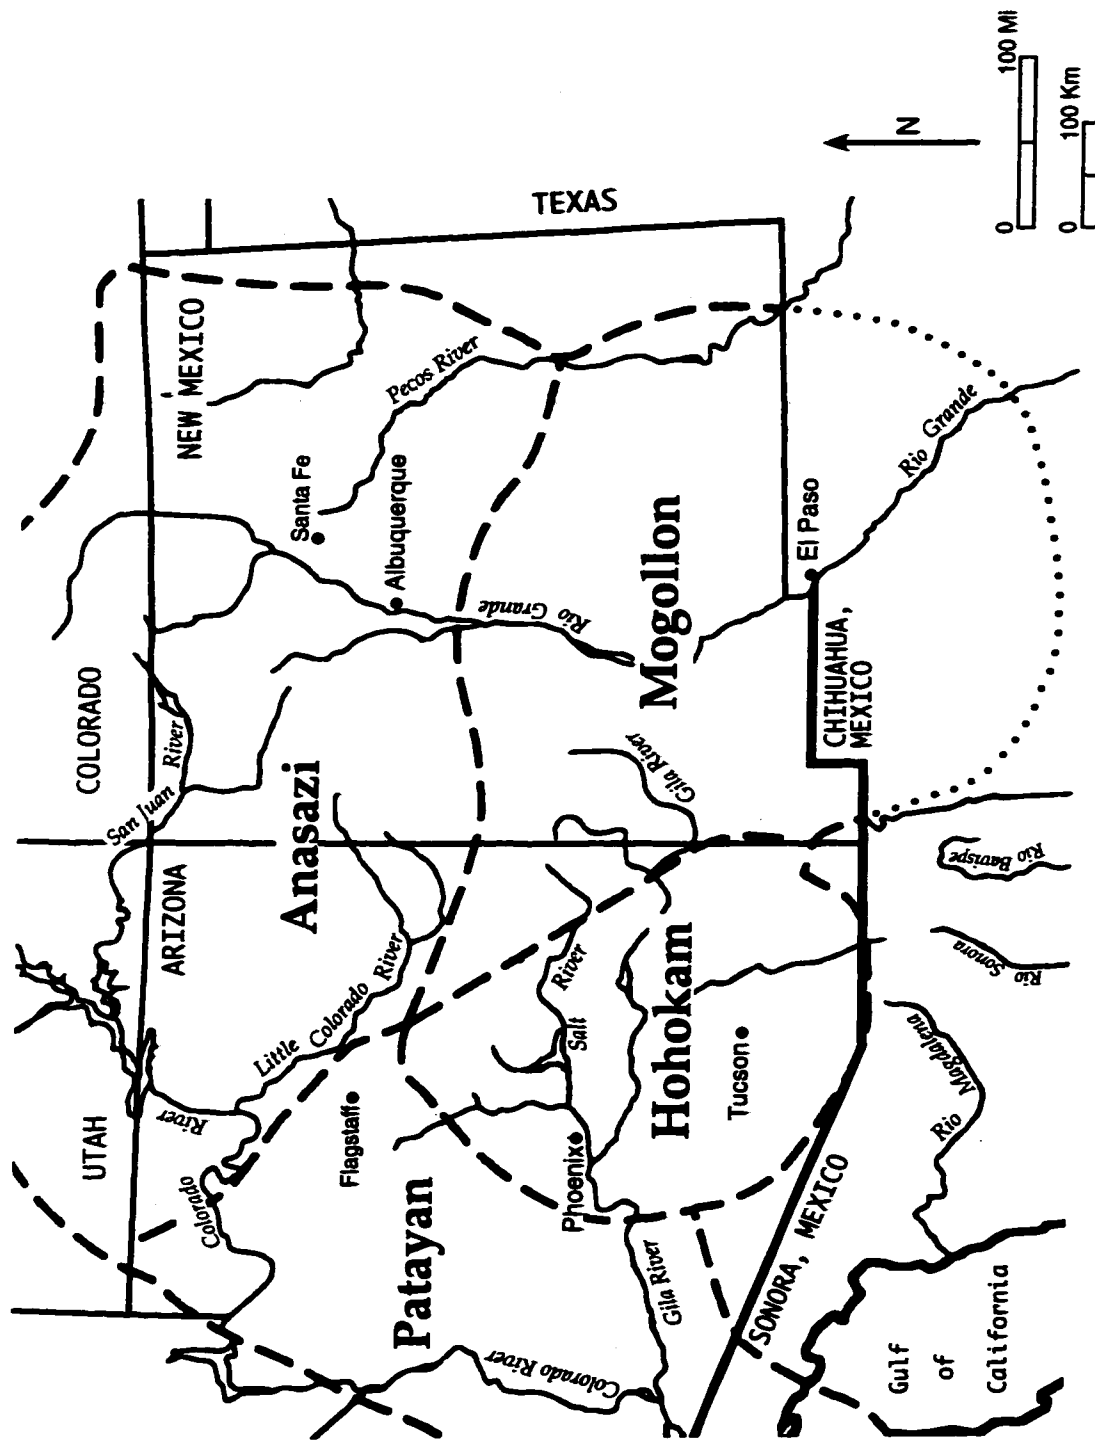 UTAH
COLORADO
San Juan
River
ARIZONA
NEW MEXICO
TEXAS
Colorado
River
Little Colorado River
Anasazi
Santa Fe
Albuquerque
Pecos River
Flagstaff
Rio Grande
Patayan
Colorado River
Phoenix
Salt
River
Gila River
Gila River
Hohokam
Mogollon
Tucson
El Paso
SONORA, MEXICO
CHIHUAHUA,
MEXICO
Rio Grande
Gulf
of
California
Rio Magdalena
Rio Sonora
Rio Bavispe
N
0 100 Mi
0 100 Km